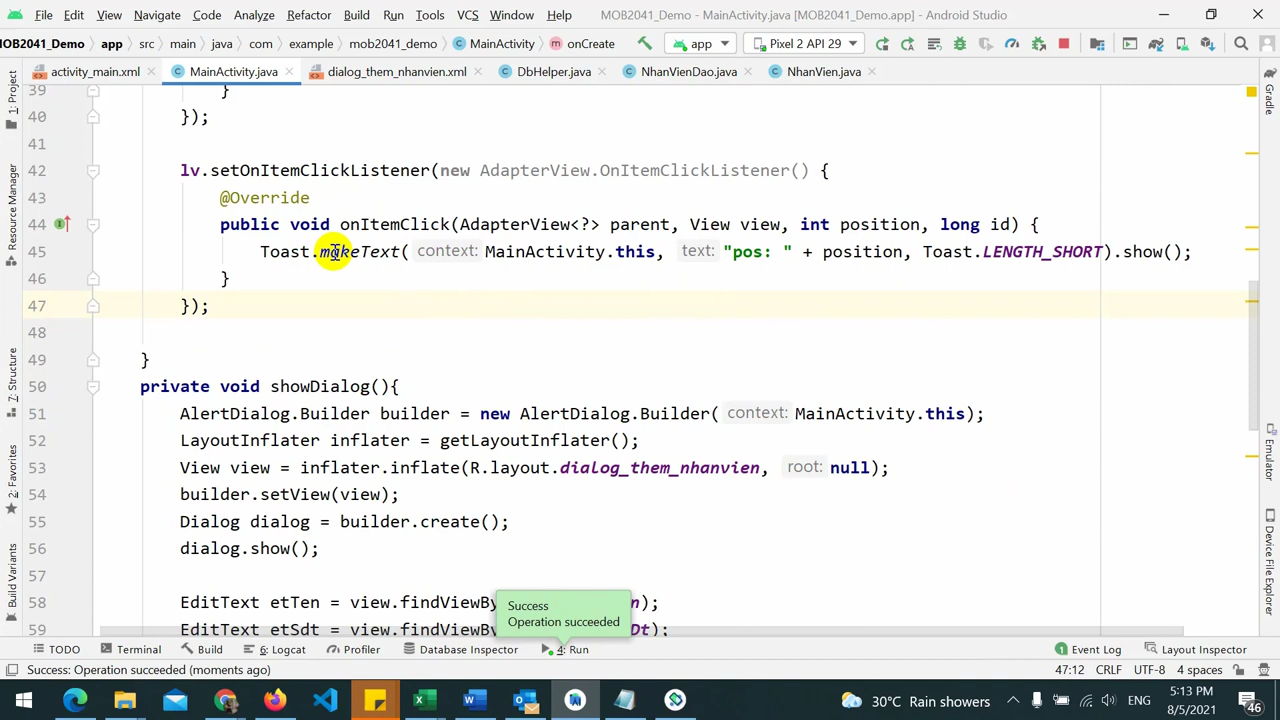 File Edit View Navigate Code Analyze Refactor Build Run Tools VCS Window Help MOB2041_Demo - MainActivity.java [MOB2041_Demo.app] - Android Studio
MOB2041_Demo app src main java com example mob2041_demo MainActivity onCreate app Pixel 2 API 29
activity_main.xml MainActivity.java dialog_them_nhanvien.xml DbHelper.java NhanVienDao.java NhanVien.java
1: Project
Resource Manager
7: Structure
2: Favorites
Build Variants
39 }
40 });
41
42 lv.setOnItemClickListener(new AdapterView.OnItemClickListener() {
43 @Override
44 public void onItemClick(AdapterView<?> parent, View view, int position, long id) {
45 Toast.makeText( context: MainActivity.this, text: "pos: " + position, Toast.LENGTH_SHORT).show();
46 }
47 });
48
49 }
50 private void showDialog(){
51 AlertDialog.Builder builder = new AlertDialog.Builder( context: MainActivity.this);
52 LayoutInflater inflater = getLayoutInflater();
53 View view = inflater.inflate(R.layout.dialog_them_nhanvien, root: null);
54 builder.setView(view);
55 Dialog dialog = builder.create();
56 dialog.show();
57
58 EditText etTen = view.findViewBy n);
59 EditText etSdt = view.findViewBy Dt);
Success
Operation succeeded
Gradle
Emulator
Device File Explorer
TODO Terminal Build 6: Logcat Profiler Database Inspector 4: Run 1 Event Log Layout Inspector
Success: Operation succeeded (moments ago) 47:12 CRLF UTF-8 4 spaces
30°C Rain showers ENG 5:13 PM
8/5/2021 46